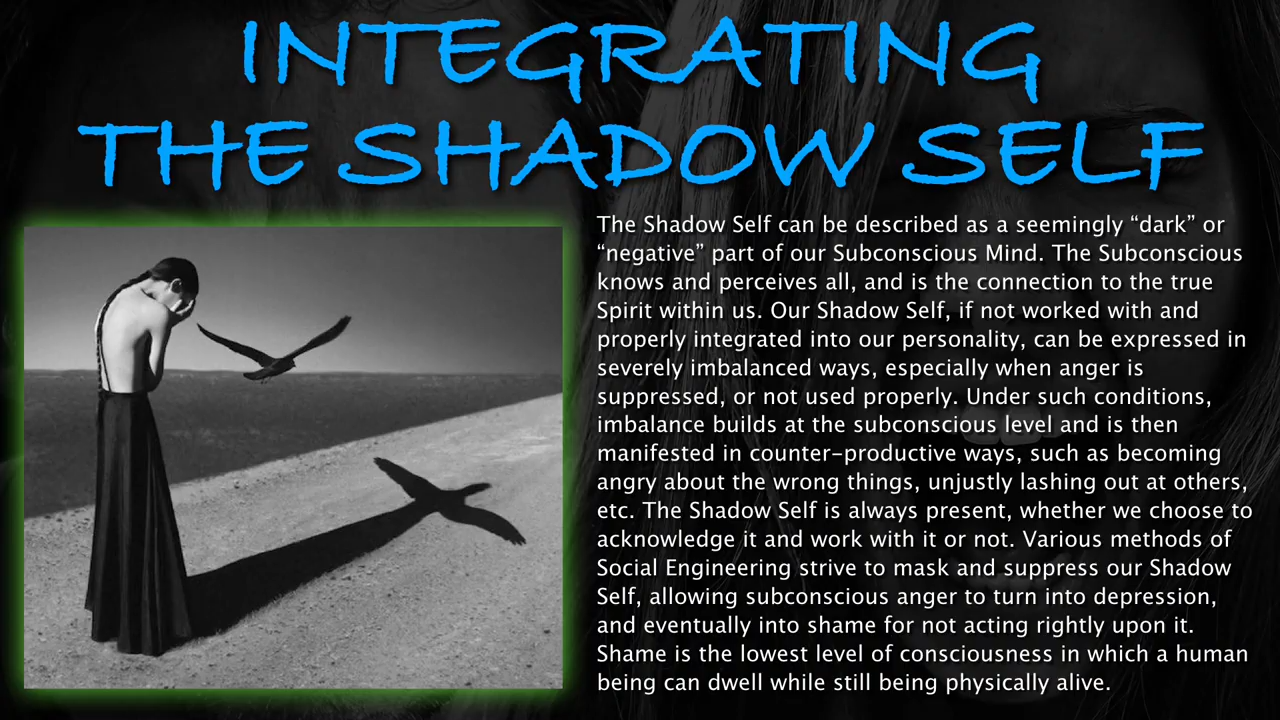 INTEGRATING
THE SHADOW SELF
The Shadow Self can be described as a seemingly “dark” or
“negative” part of our Subconscious Mind. The Subconscious
knows and perceives all, and is the connection to the true
Spirit within us. Our Shadow Self, if not worked with and
properly integrated into our personality, can be expressed in
severely imbalanced ways, especially when anger is
suppressed, or not used properly. Under such conditions,
imbalance builds at the subconscious level and is then
manifested in counter-productive ways, such as becoming
angry about the wrong things, unjustly lashing out at others,
etc. The Shadow Self is always present, whether we choose to
acknowledge it and work with it or not. Various methods of
Social Engineering strive to mask and suppress our Shadow
Self, allowing subconscious anger to turn into depression,
and eventually into shame for not acting rightly upon it.
Shame is the lowest level of consciousness in which a human
being can dwell while still being physically alive.